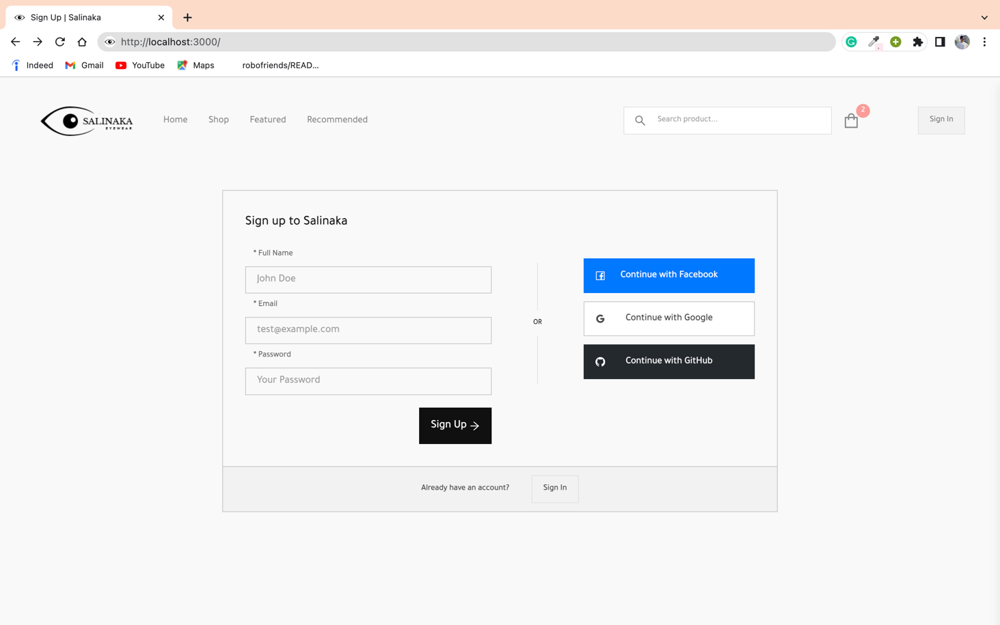 Sign Up | Salinaka
http://localhost:3000/
Indeed Gmail YouTube Maps robofriends/READ...
SALINAKA
EYEWEAR
Home Shop Featured Recommended
Search product...
2
Sign In
Sign up to Salinaka
* Full Name
John Doe
* Email
test@example.com
* Password
Your Password
Sign Up
OR
Continue with Facebook
Continue with Google
Continue with GitHub
Already have an account? Sign In